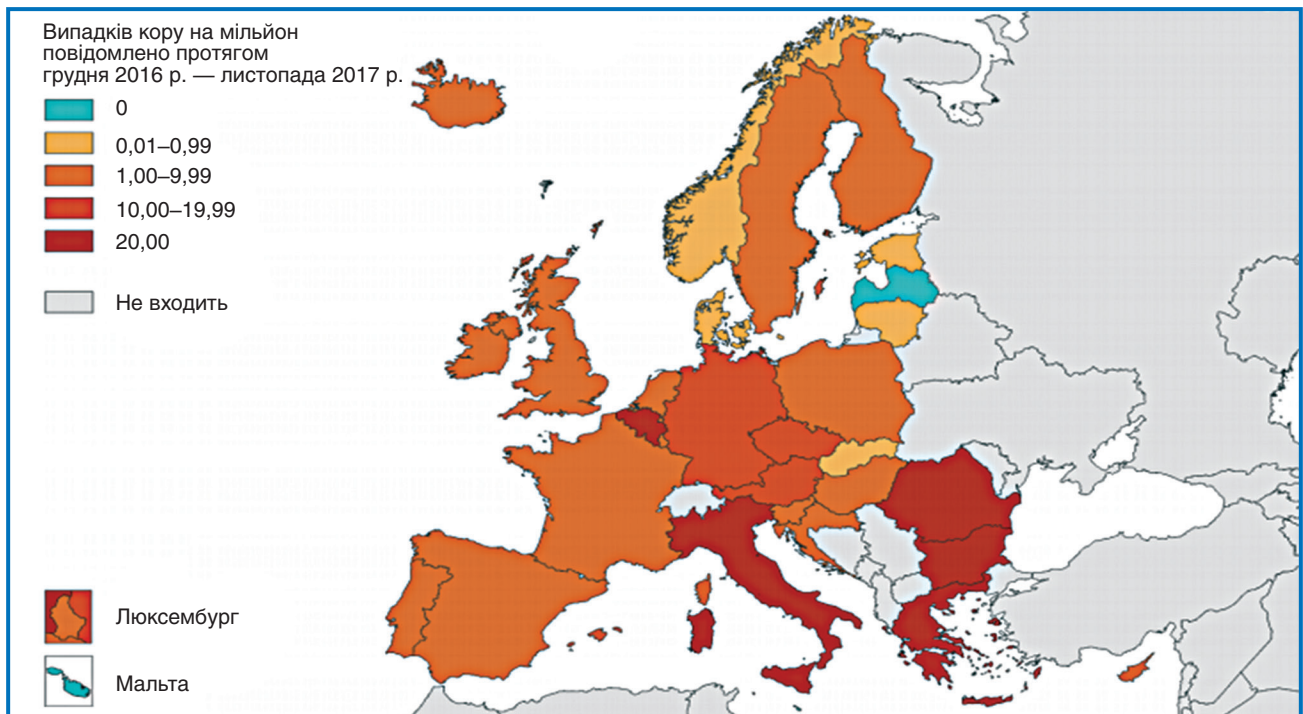 Випадків кору на мільйон
повідомлено протягом
грудня 2016 р. — листопада 2017 р.
0
0,01–0,99
1,00–9,99
10,00–19,99
20,00
Не входить
Люксембург
Мальта